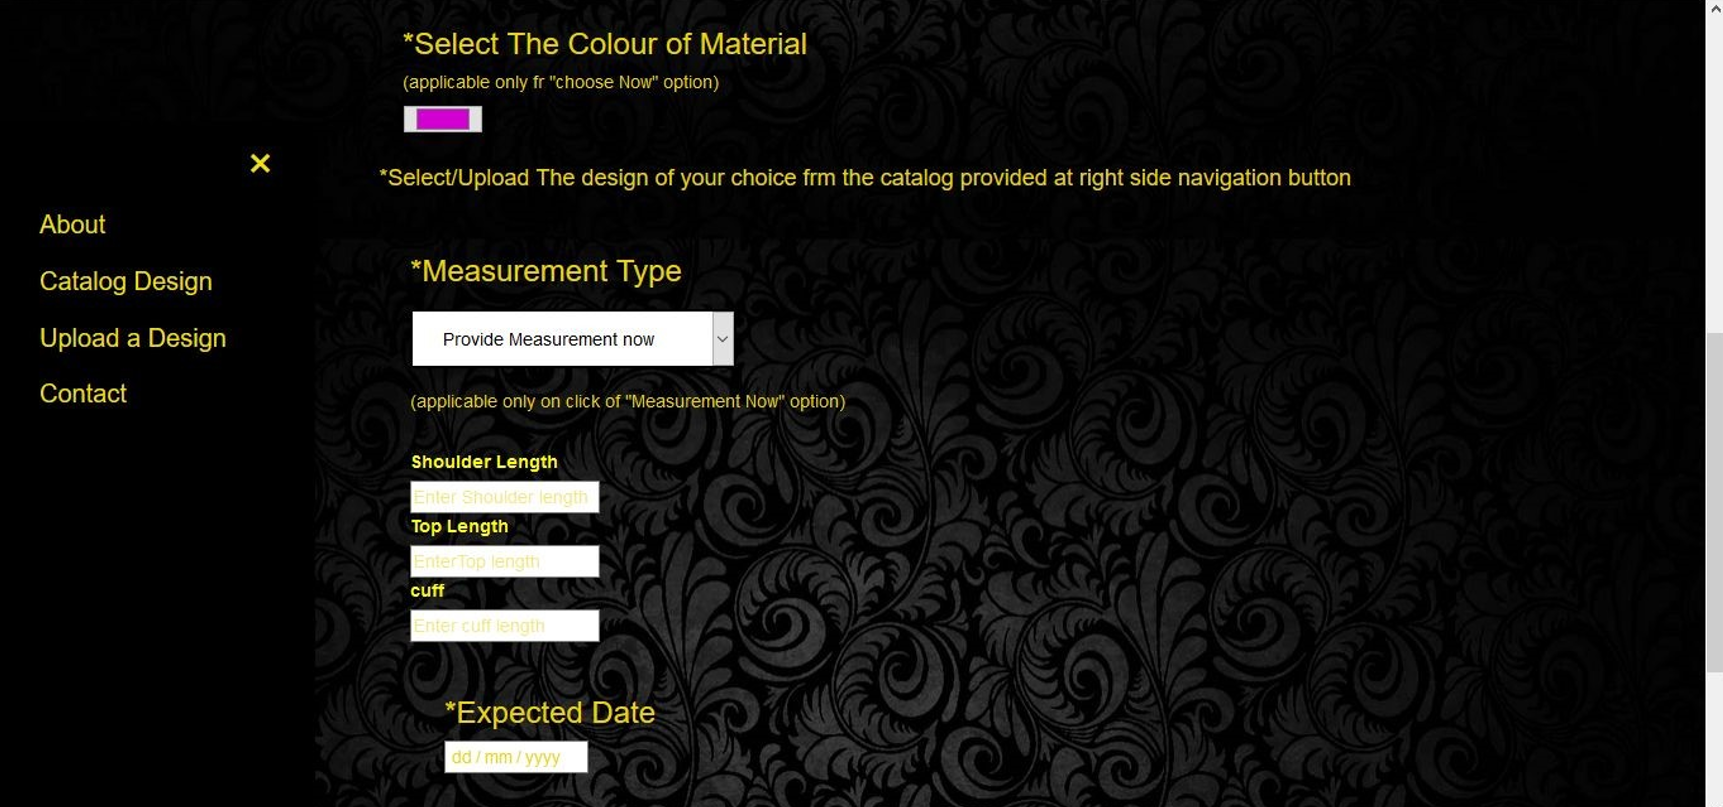 *Select The Colour of Material
(applicable only fr "choose Now" option)
*Select/Upload The design of your choice frm the catalog provided at right side navigation button
×
About
Catalog Design
Upload a Design
Contact
*Measurement Type
Provide Measurement now
(applicable only on click of "Measurement Now" option)
Shoulder Length
Enter Shoulder length
Top Length
EnterTop length
cuff
Enter cuff length
*Expected Date
dd / mm / yyyy